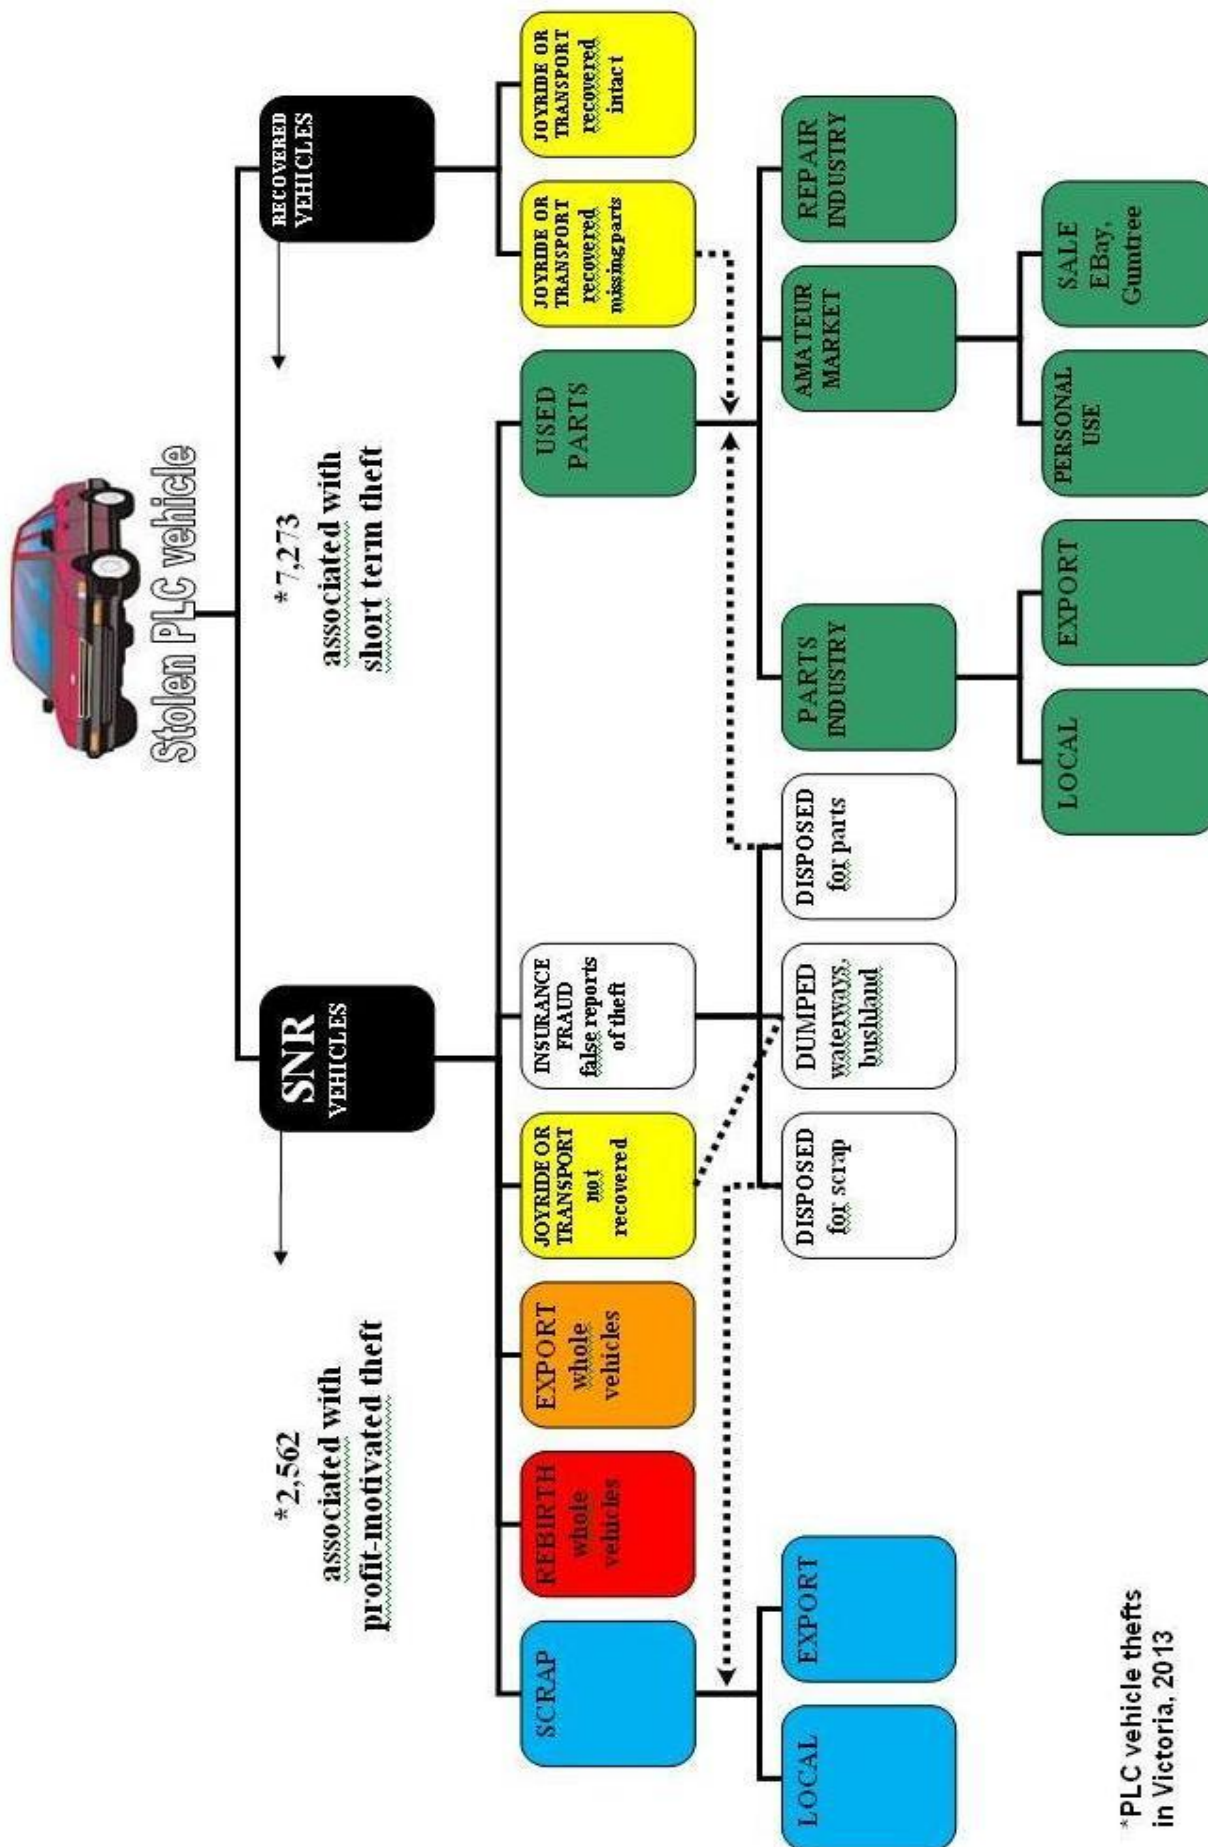 Stolen PLC vehicle
SNR
VEHICLES
RECOVERED
VEHICLES
*2,562
associated with
profit-motivated theft
*7,273
associated with
short term theft
SCRAP
REBIRTH
whole
vehicles
EXPORT
whole
vehicles
JOYRIDE OR
TRANSPORT
not
recovered
INSURANCE
FRAUD
false reports
of theft
USED
PARTS
JOYRIDE OR
TRANSPORT
recovered
missing parts
JOYRIDE OR
TRANSPORT
recovered
intact
LOCAL
EXPORT
DISPOSED
for scrap
DUMPED
waterways,
bushland
DISPOSED
for parts
PARTS
INDUSTRY
AMATEUR
MARKET
REPAIR
INDUSTRY
LOCAL
EXPORT
PERSONAL
USE
SALE
EBay,
Gumtree
*PLC vehicle thefts
in Victoria, 2013